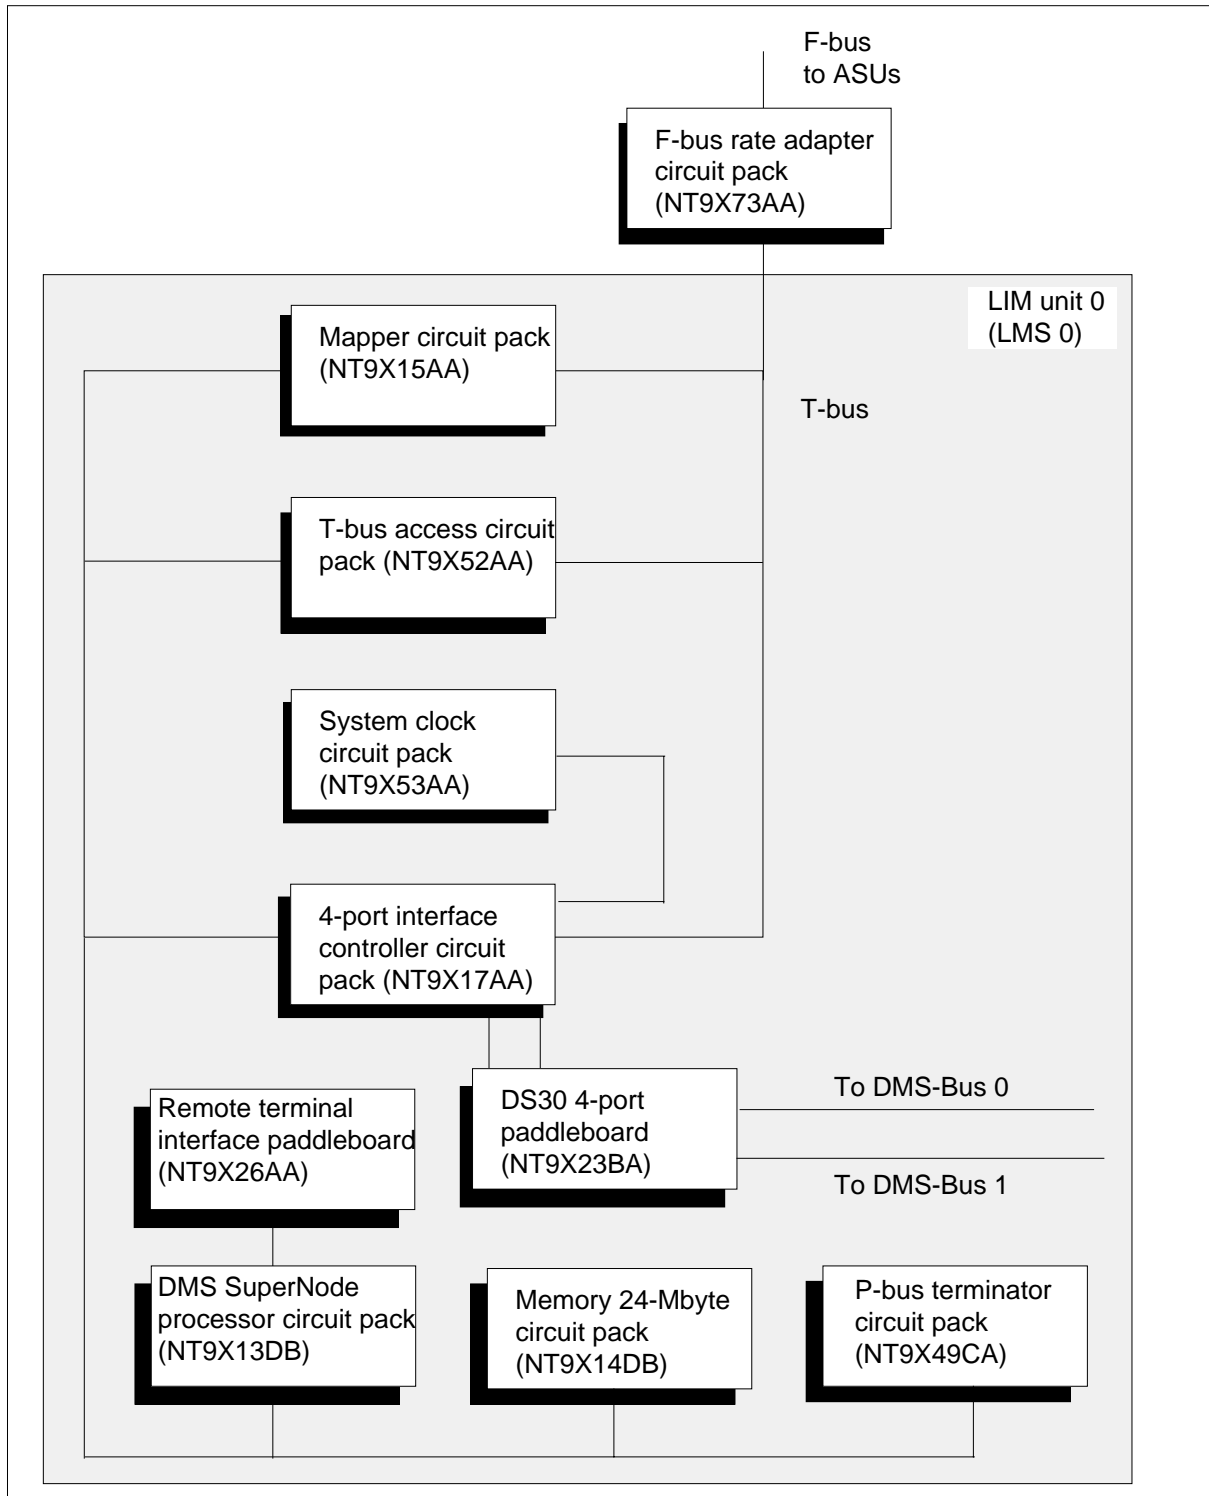 F-bus
to ASUs
F-bus rate adapter
circuit pack
(NT9X73AA)
LIM unit 0
(LMS 0)
Mapper circuit pack
(NT9X15AA)
T-bus
T-bus access circuit
pack (NT9X52AA)
System clock
circuit pack
(NT9X53AA)
4-port interface
controller circuit
pack (NT9X17AA)
DS30 4-port
paddleboard
(NT9X23BA)
To DMS-Bus 0
To DMS-Bus 1
Remote terminal
interface paddleboard
(NT9X26AA)
DMS SuperNode
processor circuit pack
(NT9X13DB)
Memory 24-Mbyte
circuit pack
(NT9X14DB)
P-bus terminator
circuit pack
(NT9X49CA)